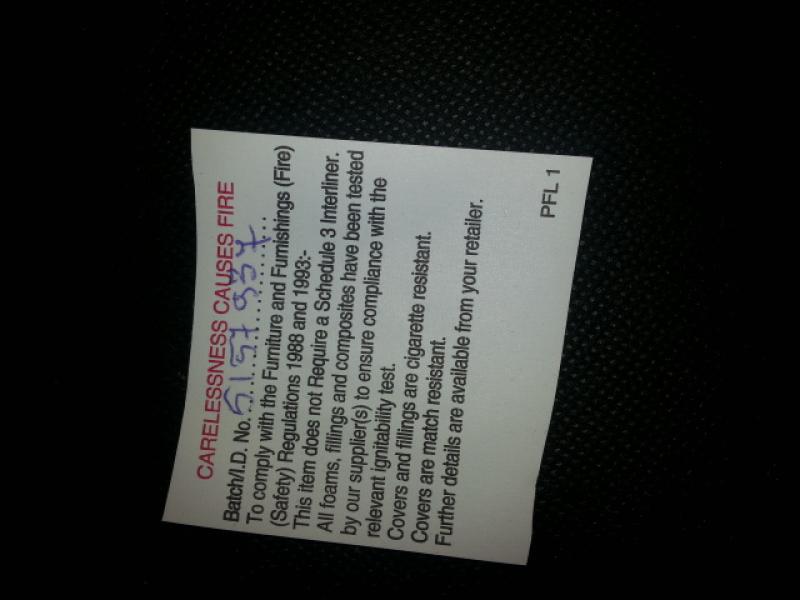 CARELESSNESS CAUSES FIRE
Batch/I.D. No. 5157937
To comply with the Furniture and Furnishings (Fire)
(Safety) Regulations 1988 and 1993:-
This item does not Require a Schedule 3 Interliner.
All foams, fillings and composites have been tested
by our supplier(s) to ensure compliance with the
relevant ignitability test.
Covers and fillings are cigarette resistant.
Covers are match resistant.
Further details are available from your retailer.
PFL 1